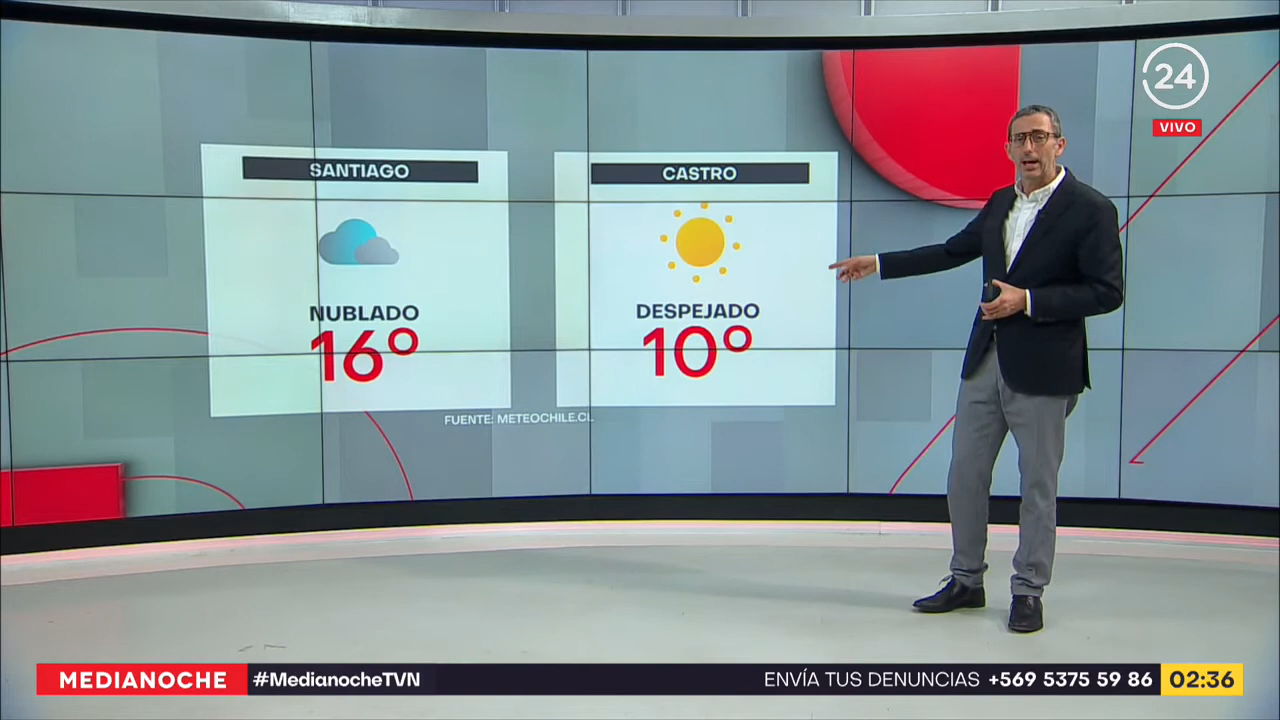 24
VIVO
SANTIAGO
NUBLADO
16°
CASTRO
DESPEJADO
10°
FUENTE: METEOCHILE.CL
MEDIANOCHE
#MedianocheTVN
ENVÍA TUS DENUNCIAS +569 5375 59 86
02:36